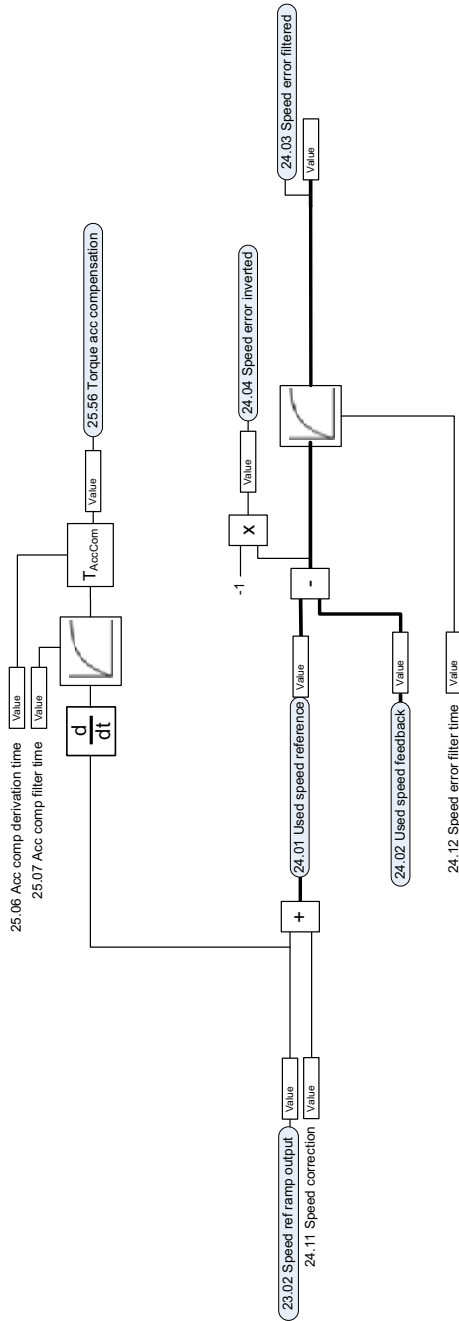 25.06 Acc comp derivation time
Value
25.07 Acc comp filter time
Value
d
dt
TAccCom
Value
25.56 Torque acc compensation
-1
X
Value
24.04 Speed error inverted
23.02 Speed ref ramp output
Value
24.11 Speed correction
Value
+
24.01 Used speed reference
Value
-
24.02 Used speed feedback
Value
24.03 Speed error filtered
Value
24.12 Speed error filter time
Value